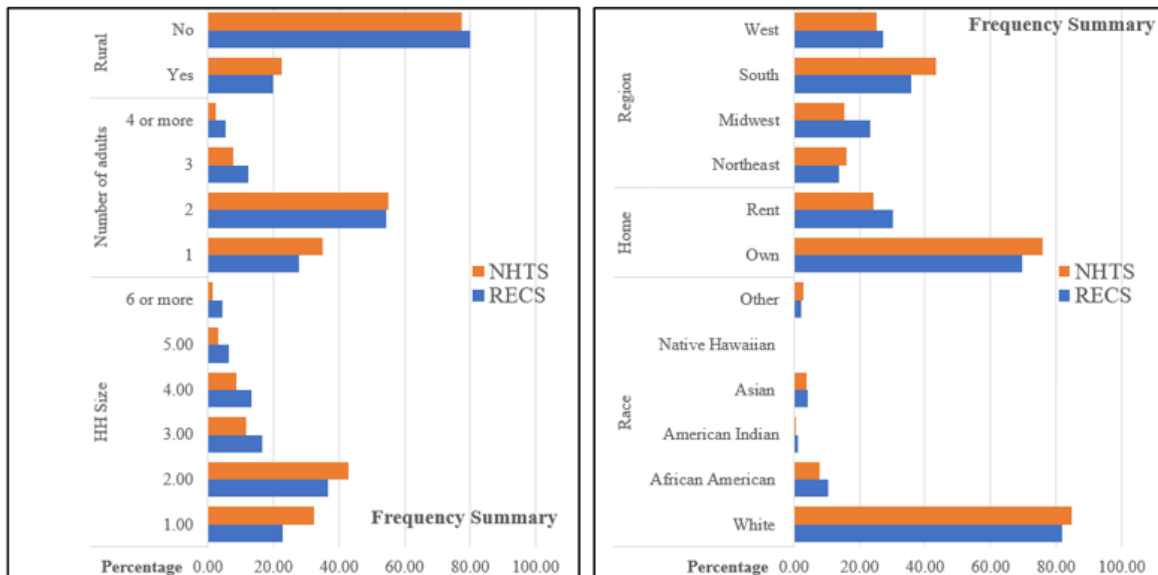 Rural
No
Yes
Number of adults
4 or more
3
2
1
HH Size
6 or more
5.00
4.00
3.00
2.00
1.00
NHTS
RECS
Frequency Summary
Percentage 0.00 20.00 40.00 60.00 80.00 100.00
Frequency Summary
Region
West
South
Midwest
Northeast
Home
Rent
Own
Race
Other
Native Hawaiian
Asian
American Indian
African American
White
NHTS
RECS
Percentage 0.00 20.00 40.00 60.00 80.00 100.00